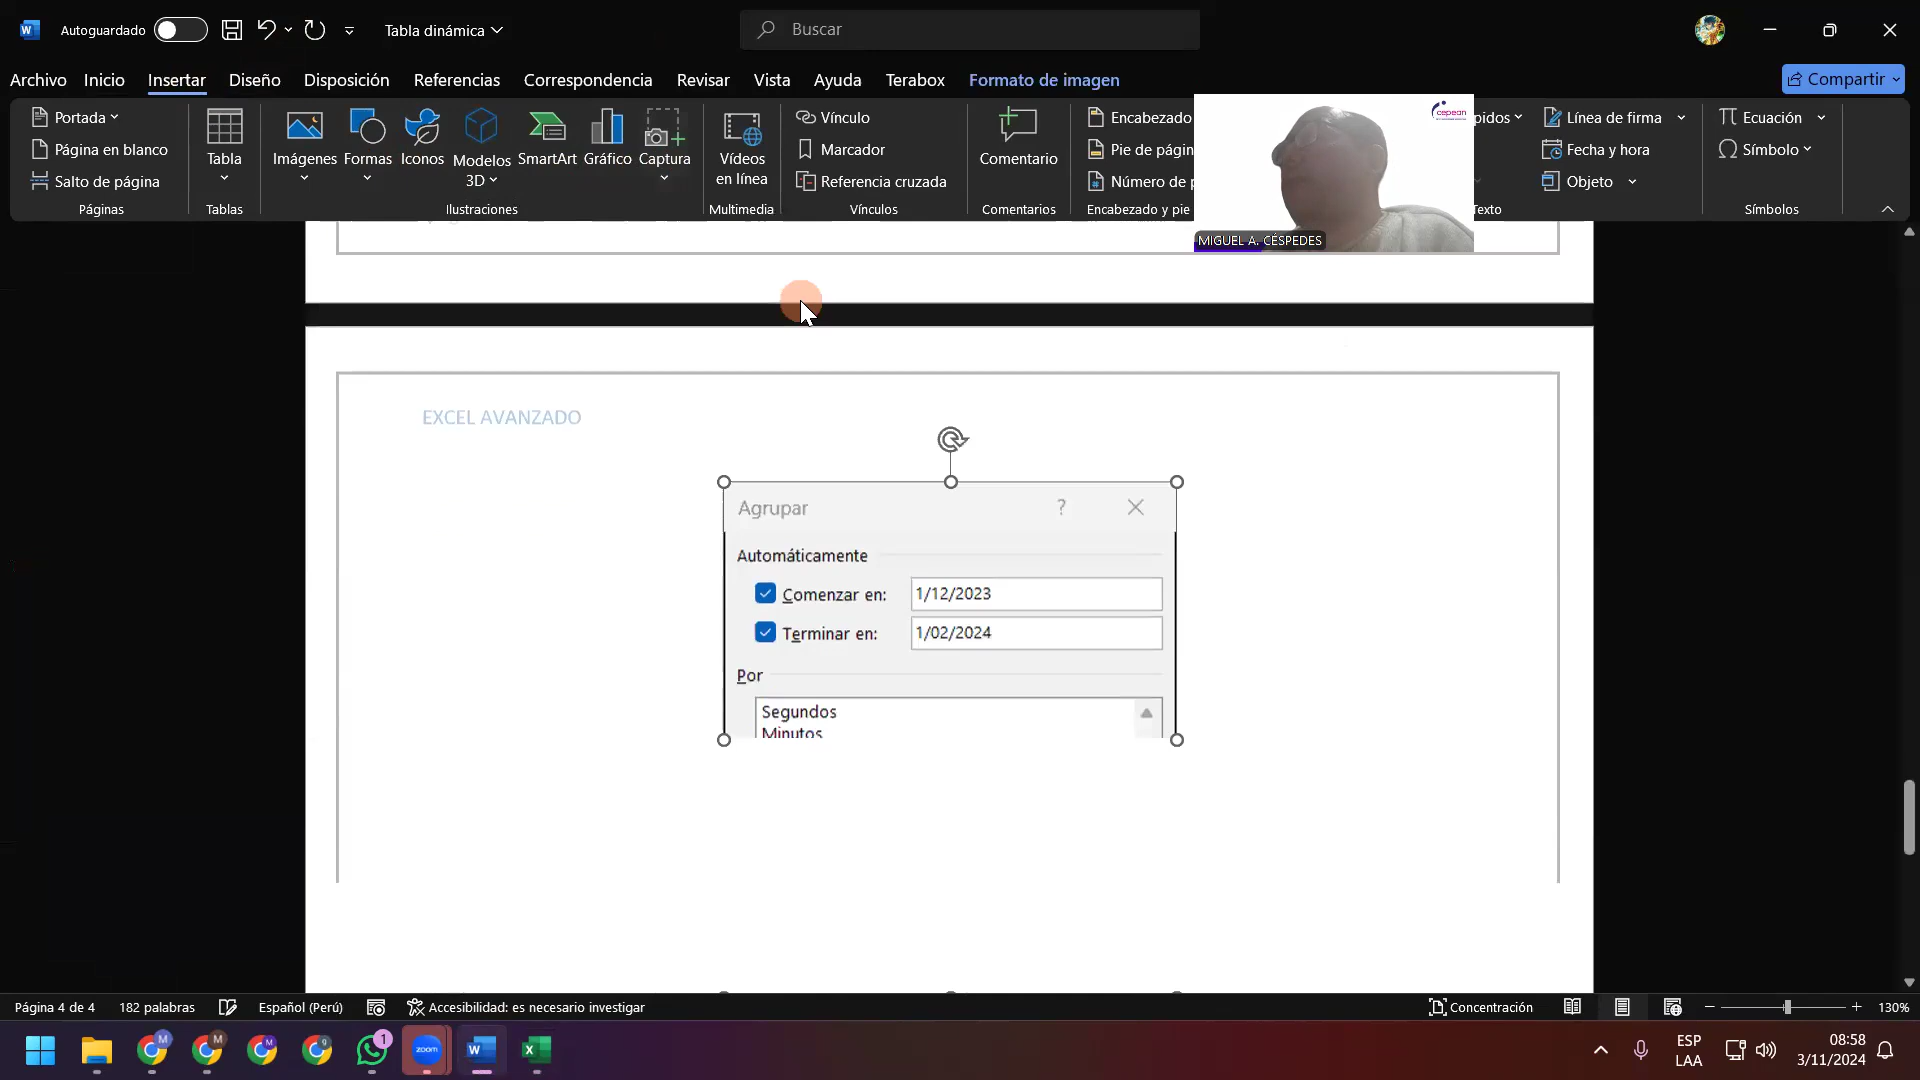 Autoguardado
Tabla dinámica
Buscar
Archivo Inicio Insertar Diseño Disposición Referencias Correspondencia Revisar Vista Ayuda Terabox Formato de imagen
Compartir
Portada
Página en blanco
Salto de página
Páginas
Tabla
Tablas
Imágenes
Formas
Iconos
Modelos
3D
SmartArt
Gráfico
Captura
Ilustraciones
Vídeos
en línea
Multimedia
Vínculo
Marcador
Referencia cruzada
Vínculos
Comentario
Comentarios
Encabezado
Pie de págin
Número de p
Encabezado y pie
cepean
MIGUEL A. CÉSPEDES
pidos
Texto
Línea de firma
Fecha y hora
Objeto
Ecuación
Símbolo
Símbolos
EXCEL AVANZADO
Agrupar ?
Automáticamente
Comenzar en: 1/12/2023
Terminar en: 1/02/2024
Por
Segundos
Minutos
Página 4 de 4 182 palabras Español (Perú) Accesibilidad: es necesario investigar Concentración 130%
zoom
1
ESP
LAA
08:58
3/11/2024